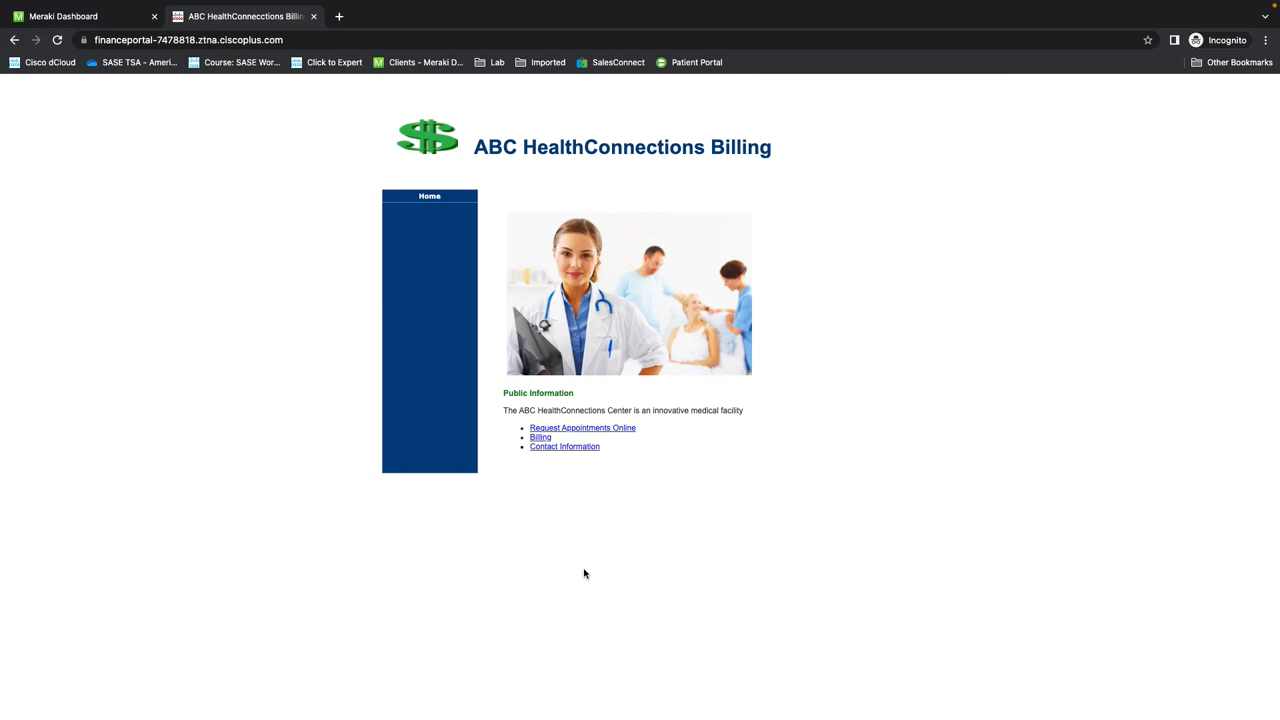 Meraki Dashboard
ABC HealthConnecctions Billin
financeportal-7478818.ztna.ciscoplus.com
Incognito
Cisco dCloud
SASE TSA - Ameri...
Course: SASE Wor...
Click to Expert
Clients - Meraki D...
Lab
Imported
SalesConnect
Patient Portal
Other Bookmarks
ABC HealthConnections Billing
Home
Public Information
The ABC HealthConnections Center is an innovative medical facility
• Request Appointments Online
• Billing
• Contact Information